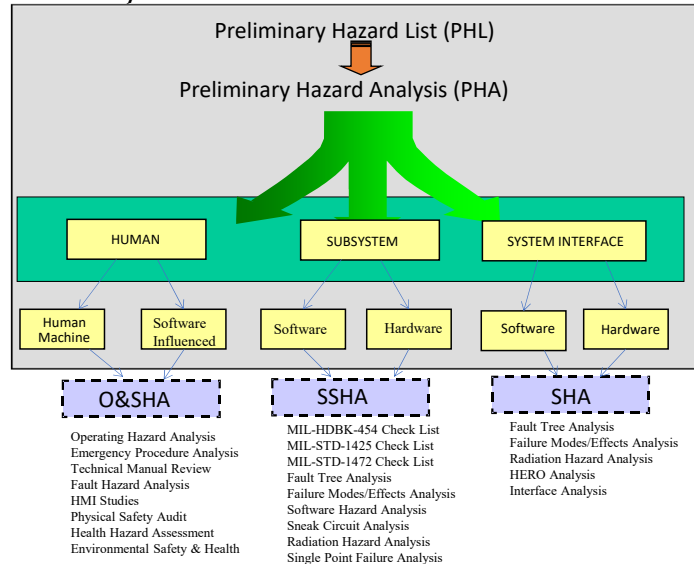 Preliminary Hazard List (PHL)
Preliminary Hazard Analysis (PHA)
HUMAN
SUBSYSTEM
SYSTEM INTERFACE
Human
Machine
Software
Influenced
Software
Hardware
Software
Hardware
O&SHA
SSHA
SHA
Operating Hazard Analysis
Emergency Procedure Analysis
Technical Manual Review
Fault Hazard Analysis
HMI Studies
Physical Safety Audit
Health Hazard Assessment
Environmental Safety & Health
MIL-HDBK-454 Check List
MIL-STD-1425 Check List
MIL-STD-1472 Check List
Fault Tree Analysis
Failure Modes/Effects Analysis
Software Hazard Analysis
Sneak Circuit Analysis
Radiation Hazard Analysis
Single Point Failure Analysis
Fault Tree Analysis
Failure Modes/Effects Analysis
Radiation Hazard Analysis
HERO Analysis
Interface Analysis